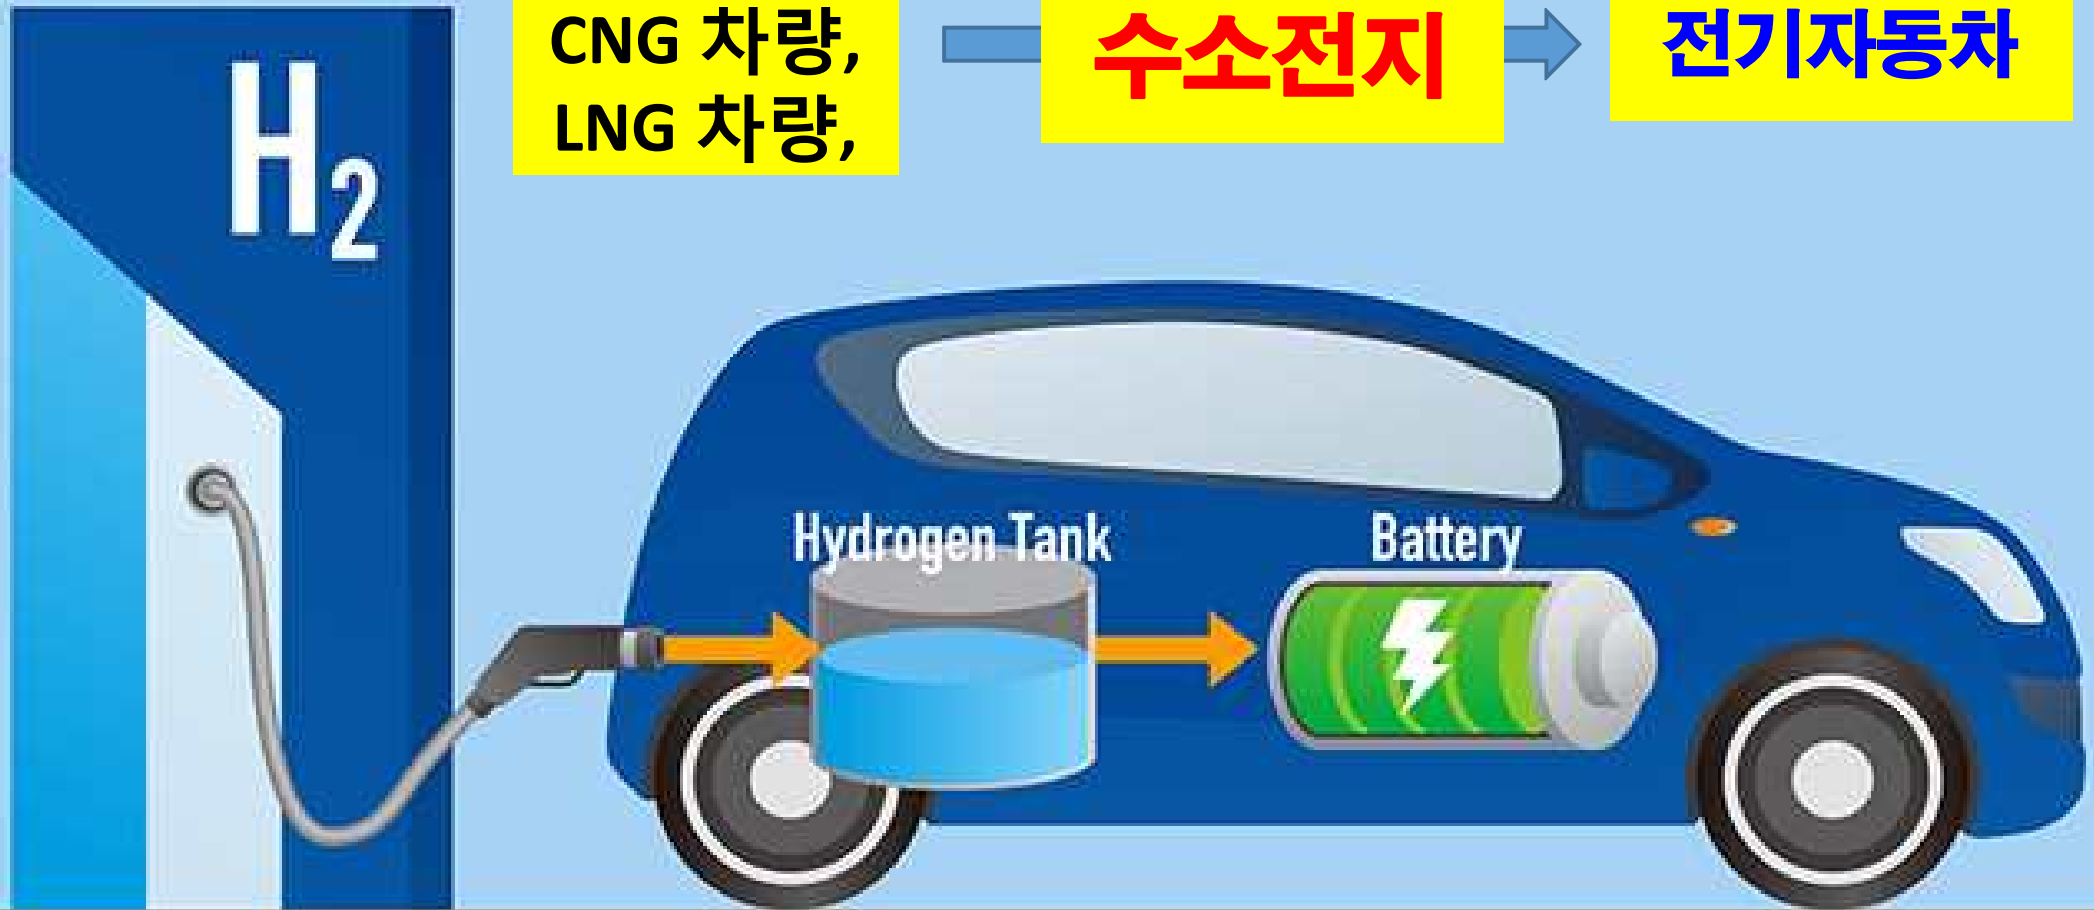 H2
CNG 차량,
LNG 차량,
수소전지
전기자동차
Hydrogen Tank
Battery